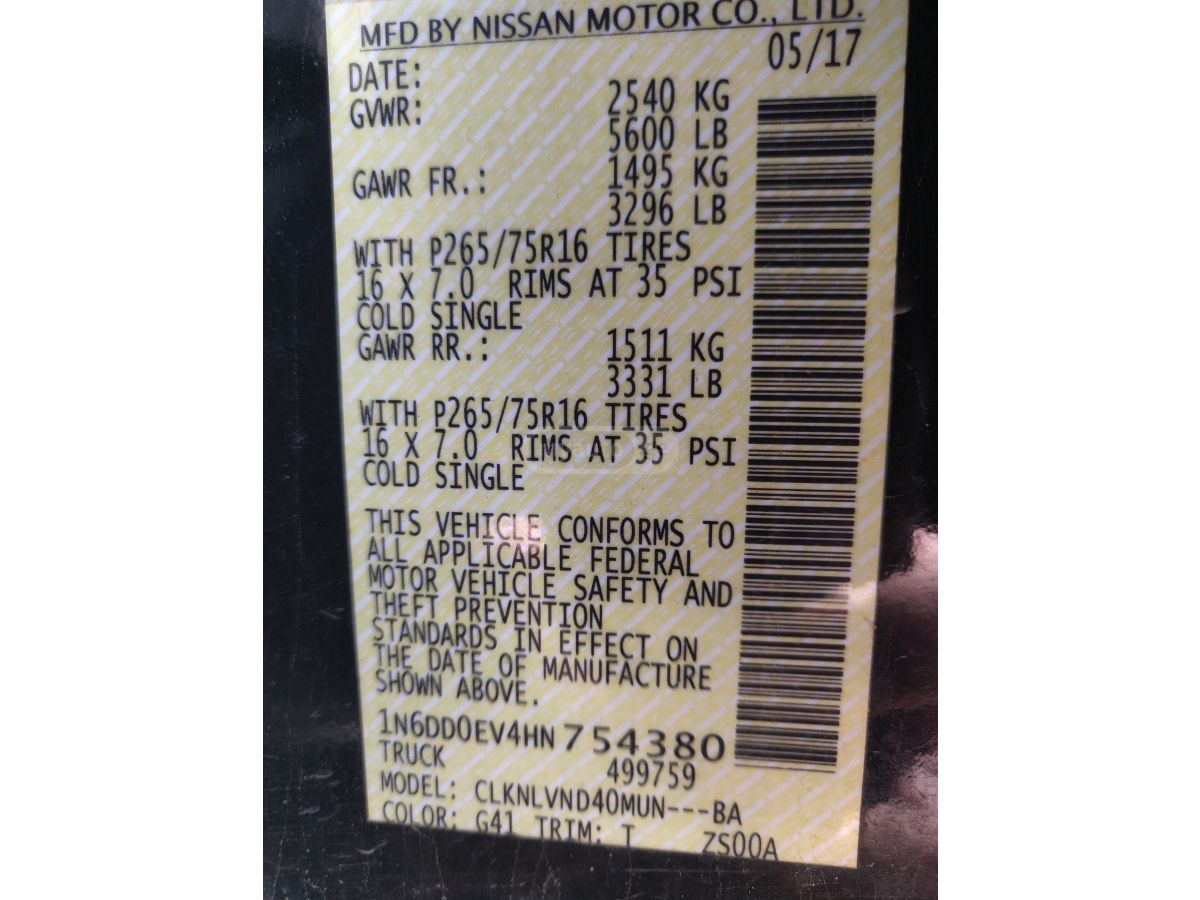 MFD BY NISSAN MOTOR CO., LTD.
DATE: 05/17
GVWR: 2540 KG
5600 LB
GAWR FR.: 1495 KG
3296 LB
WITH P265/75R16 TIRES
16 X 7.0 RIMS AT 35 PSI
COLD SINGLE
GAWR RR.: 1511 KG
3331 LB
WITH P265/75R16 TIRES
16 X 7.0 RIMS AT 35 PSI
COLD SINGLE
THIS VEHICLE CONFORMS TO
ALL APPLICABLE FEDERAL
MOTOR VEHICLE SAFETY AND
THEFT PREVENTION
STANDARDS IN EFFECT ON
THE DATE OF MANUFACTURE
SHOWN ABOVE.
1N6DD0EV4HN754380
TRUCK 499759
MODEL: CLKNLVND40MUN---BA
COLOR: G41 TRIM: T ZS00A